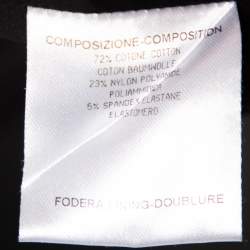 COMPOSIZIONE-COMPOSITION
72% COTONE COTTON
COTON BAUMWOLLE
23% NYLON POLYAMIDE
POLIAMMIDE
5% SPANDEX ELASTANE
ELASTOMERO
FODERA-LINING-DOUBLURE